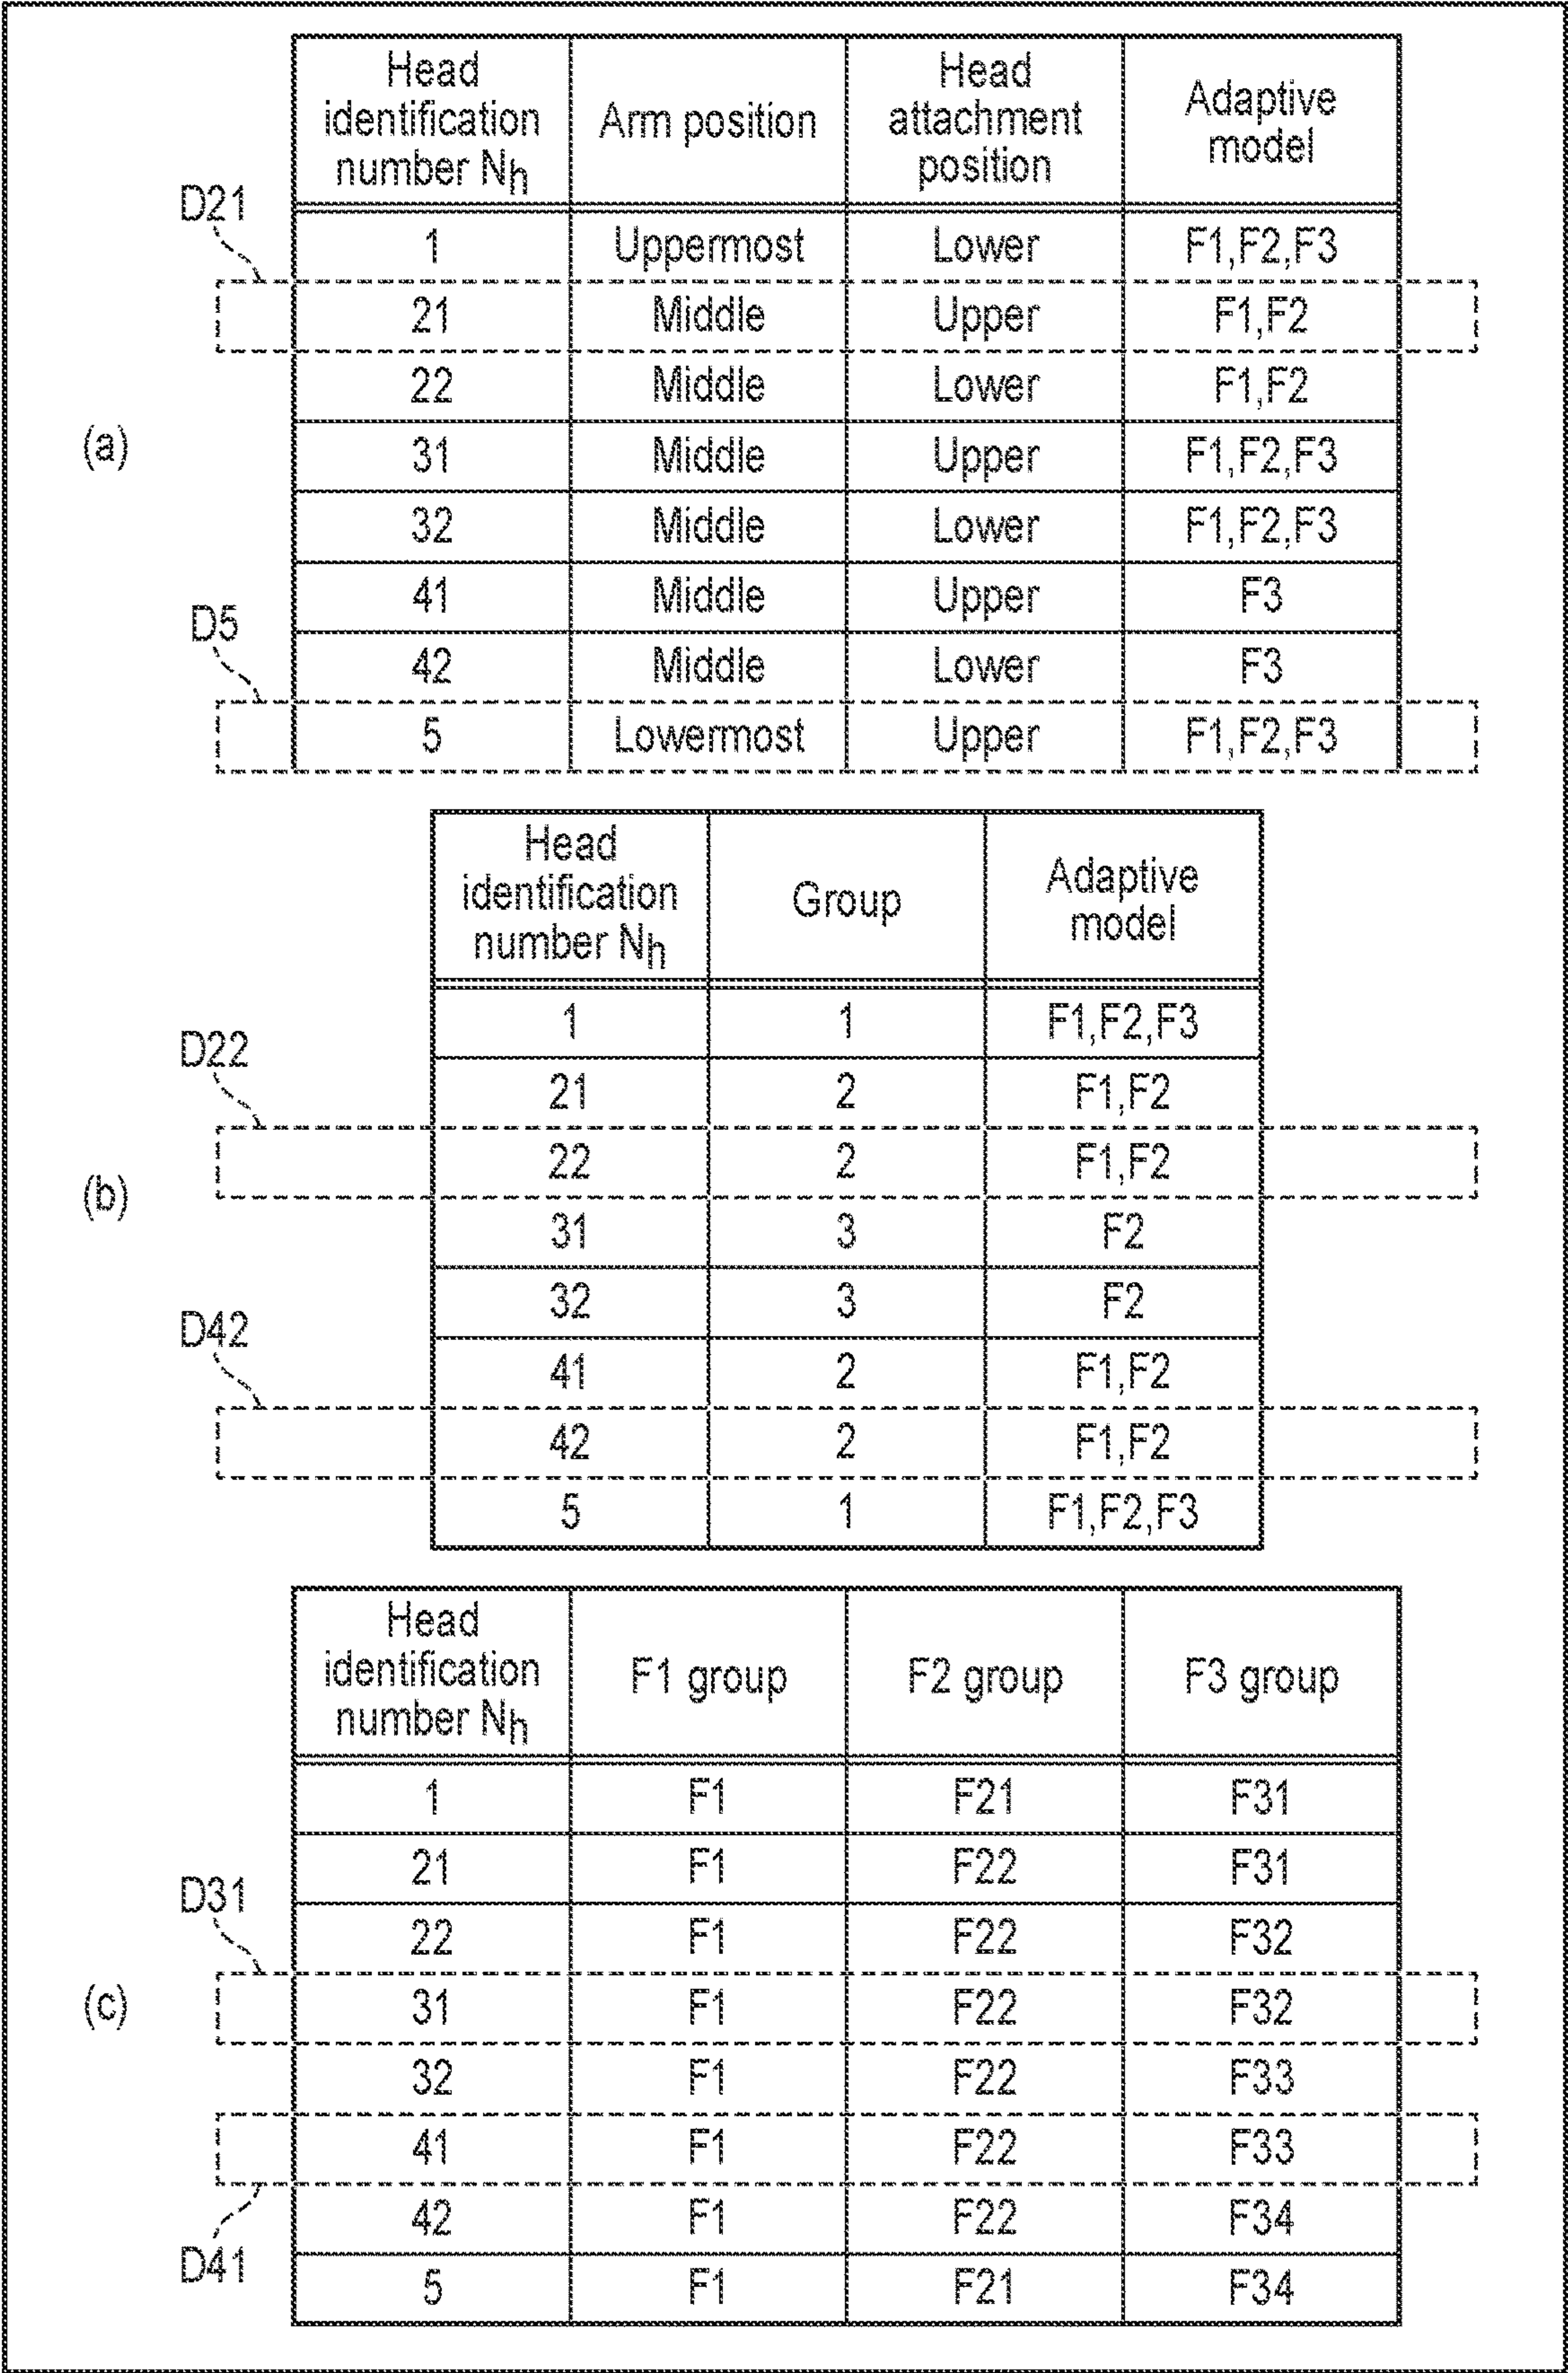 Head
identification
number Nh
Arm position
Head
attachment
position
Adaptive
model
D21
1 Uppermost Lower F1,F2,F3
21 Middle Upper F1,F2
22 Middle Lower F1,F2
(a)
31 Middle Upper F1,F2,F3
32 Middle Lower F1,F2,F3
41 Middle Upper F3
D5
42 Middle Lower F3
5 Lowermost Upper F1,F2,F3
Head
identification
number Nh
Group
Adaptive
model
1 1 F1,F2,F3
D22
21 2 F1,F2
22 2 F1,F2
(b)
31 3 F2
32 3 F2
D42
41 2 F1,F2
42 2 F1,F2
5 1 F1,F2,F3
Head
identification
number Nh
F1 group
F2 group
F3 group
1 F1 F21 F31
21 F1 F22 F31
D31
22 F1 F22 F32
(c)
31 F1 F22 F32
32 F1 F22 F33
41 F1 F22 F33
42 F1 F22 F34
D41
5 F1 F21 F34